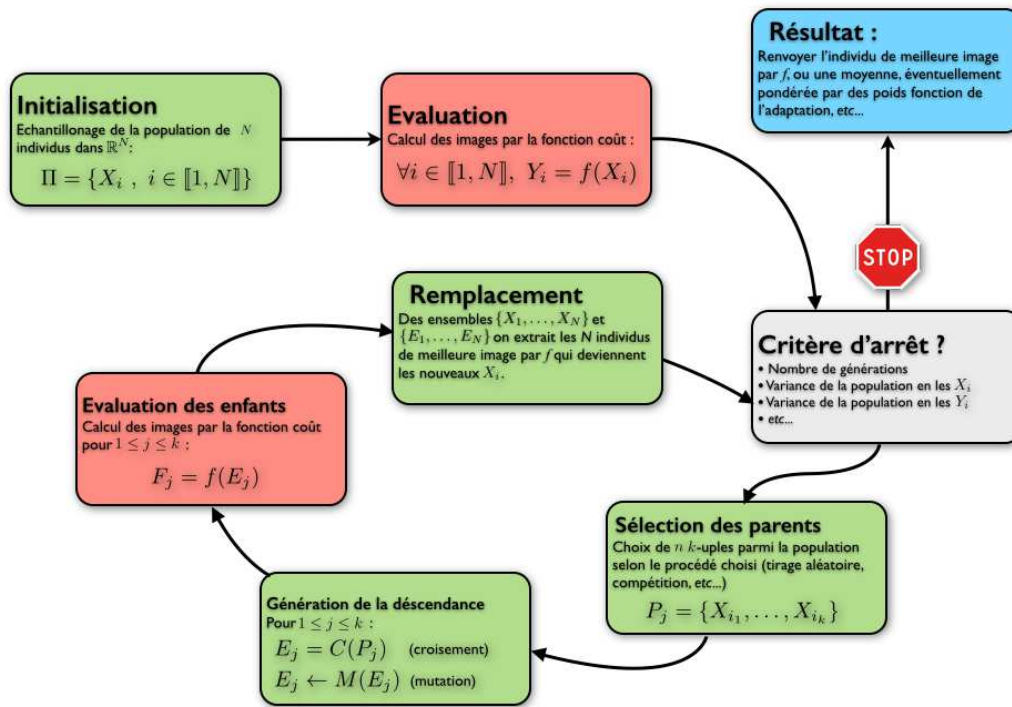 Initialisation
Echantillonage de la population de N
individus dans ℝ^N:
Π = {X_i , i ∈ ⟦1, N⟧}
Evaluation
Calcul des images par la fonction coût :
∀i ∈ ⟦1, N⟧, Y_i = f(X_i)
Résultat :
Renvoyer l'individu de meilleure image
par f, ou une moyenne, éventuellement
pondérée par des poids fonction de
l'adaptation, etc...
STOP
Critère d'arrêt ?
• Nombre de générations
• Variance de la population en les X_i
• Variance de la population en les Y_i
• etc...
Sélection des parents
Choix de n k-uples parmi la population
selon le procédé choisi (tirage aléatoire,
compétition, etc...)
P_j = {X_{i_1}, . . . , X_{i_k}}
Génération de la déscendance
Pour 1 ≤ j ≤ k :
E_j = C(P_j) (croisement)
E_j ← M(E_j) (mutation)
Evaluation des enfants
Calcul des images par la fonction coût
pour 1 ≤ j ≤ k :
F_j = f(E_j)
Remplacement
Des ensembles {X_1, . . . , X_N} et
{E_1, . . . , E_N} on extrait les N individus
de meilleure image par f qui deviennent
les nouveaux X_i.